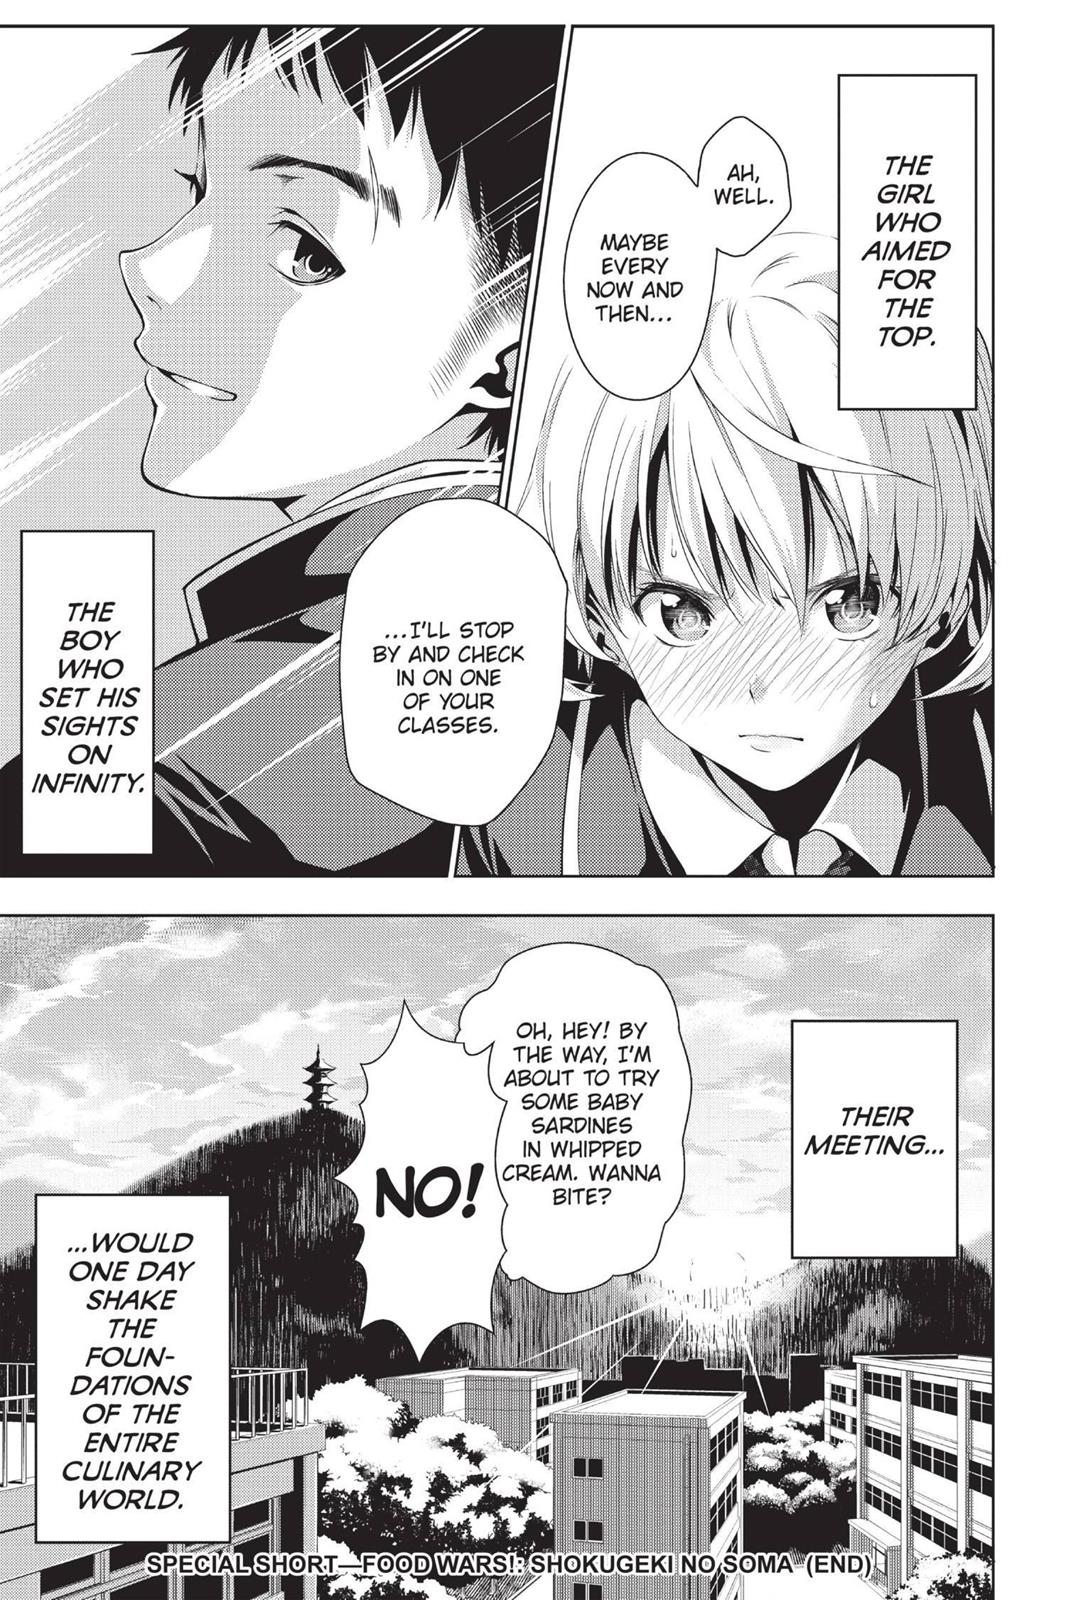 THE
GIRL
WHO
AIMED
FOR
THE
TOP.
AH,
WELL.
MAYBE
EVERY
NOW AND
THEN...
...I'LL STOP
BY AND CHECK
IN ON ONE
OF YOUR
CLASSES.
THE
BOY
WHO
SET HIS
SIGHTS
ON
INFINITY.
THEIR
MEETING...
OH, HEY! BY
THE WAY, I'M
ABOUT TO TRY
SOME BABY
SARDINES
IN WHIPPED
CREAM. WANNA
BITE?
NO!
...WOULD
ONE DAY
SHAKE
THE
FOUN-
DATIONS
OF THE
ENTIRE
CULINARY
WORLD.
SPECIAL SHORT—FOOD WARS!: SHOKUGEKI NO SOMA (END)